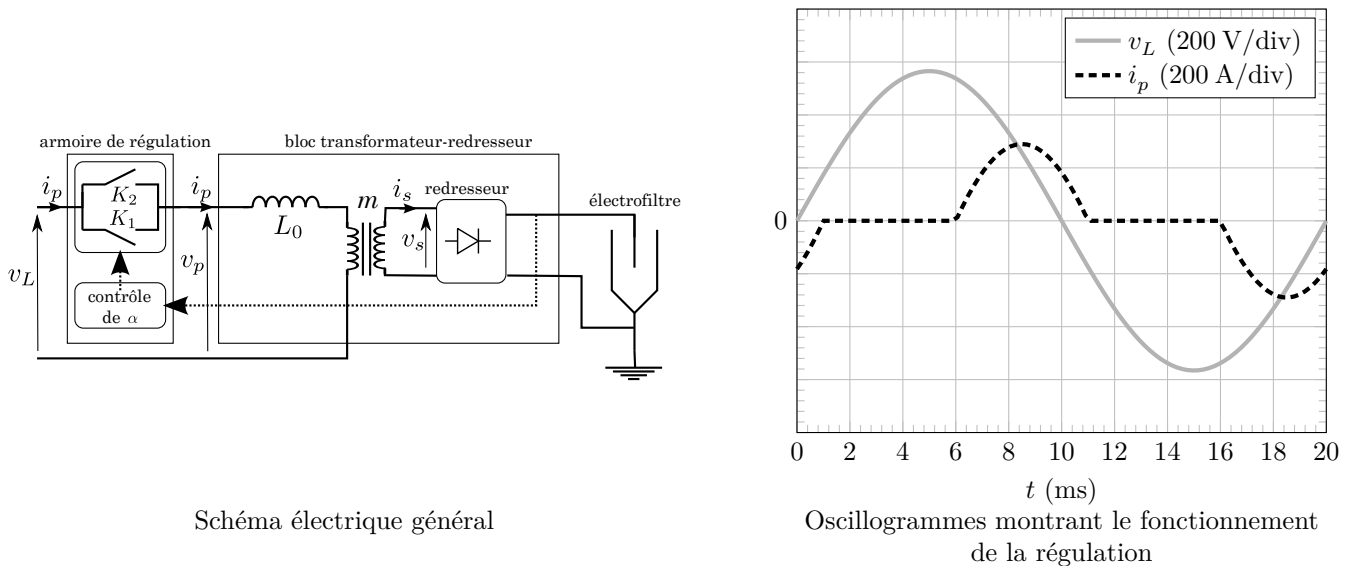 armoire de régulation
bloc transformateur-redresseur
i_p
K_2
K_1
i_p
L_0
m
i_s
redresseur
électrofiltre
v_L
v_p
v_s
contrôle
de α
Schéma électrique général
v_L (200 V/div)
i_p (200 A/div)
0
0 2 4 6 8 10 12 14 16 18 20
t (ms)
Oscillogrammes montrant le fonctionnement
de la régulation